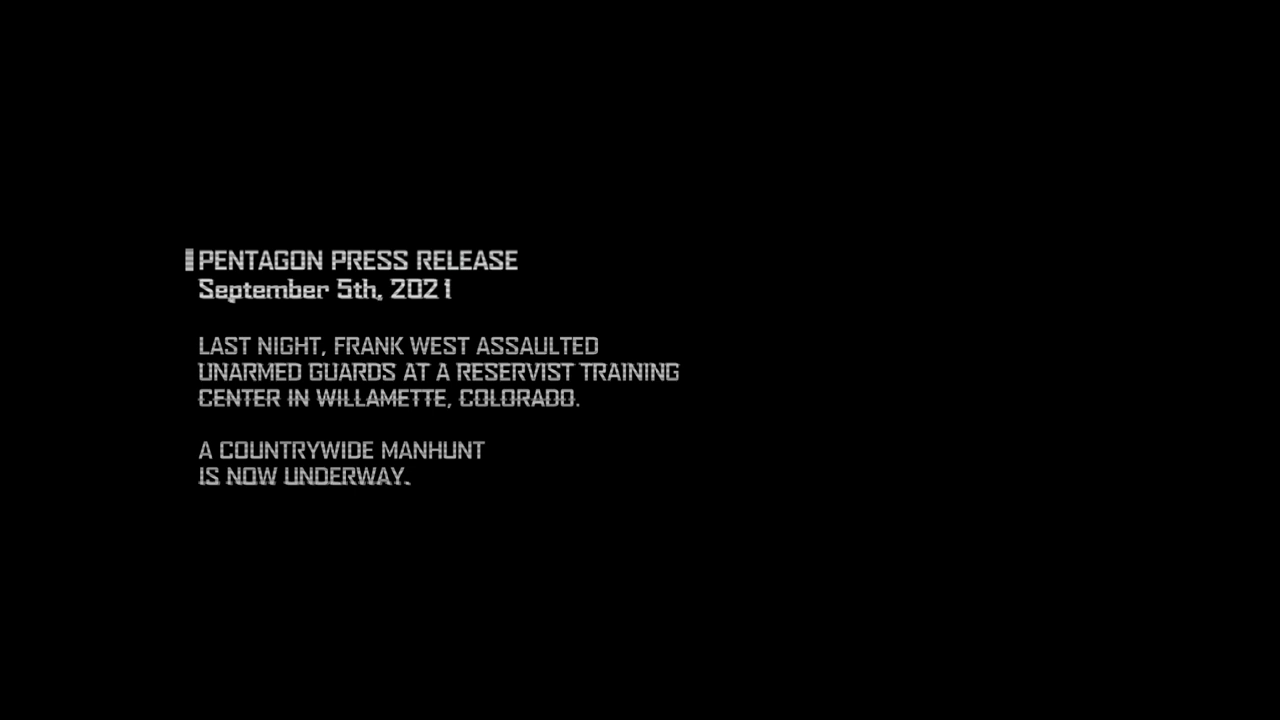 PENTAGON PRESS RELEASE
September 5th, 2021
LAST NIGHT, FRANK WEST ASSAULTED
UNARMED GUARDS AT A RESERVIST TRAINING
CENTER IN WILLAMETTE, COLORADO.
A COUNTRYWIDE MANHUNT
IS NOW UNDERWAY.